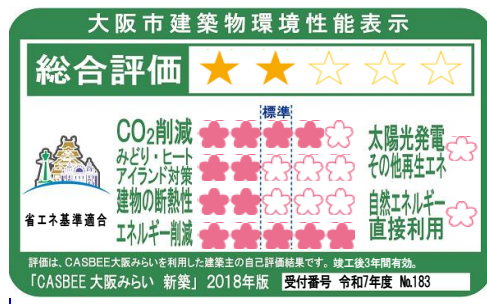 大阪市建築物環境性能表示
総合評価
標準
CO₂削減
みどり・ヒート
アイランド対策
建物の断熱性
エネルギー削減
太陽光発電
その他再生エネ
自然エネルギー
直接利用
省エネ基準適合
評価は、CASBEE大阪みらいを利用した建築主の自己評価結果です。竣工後3年間有効。
「CASBEE大阪みらい 新築」2018年版 受付番号 令和7年度 No.183